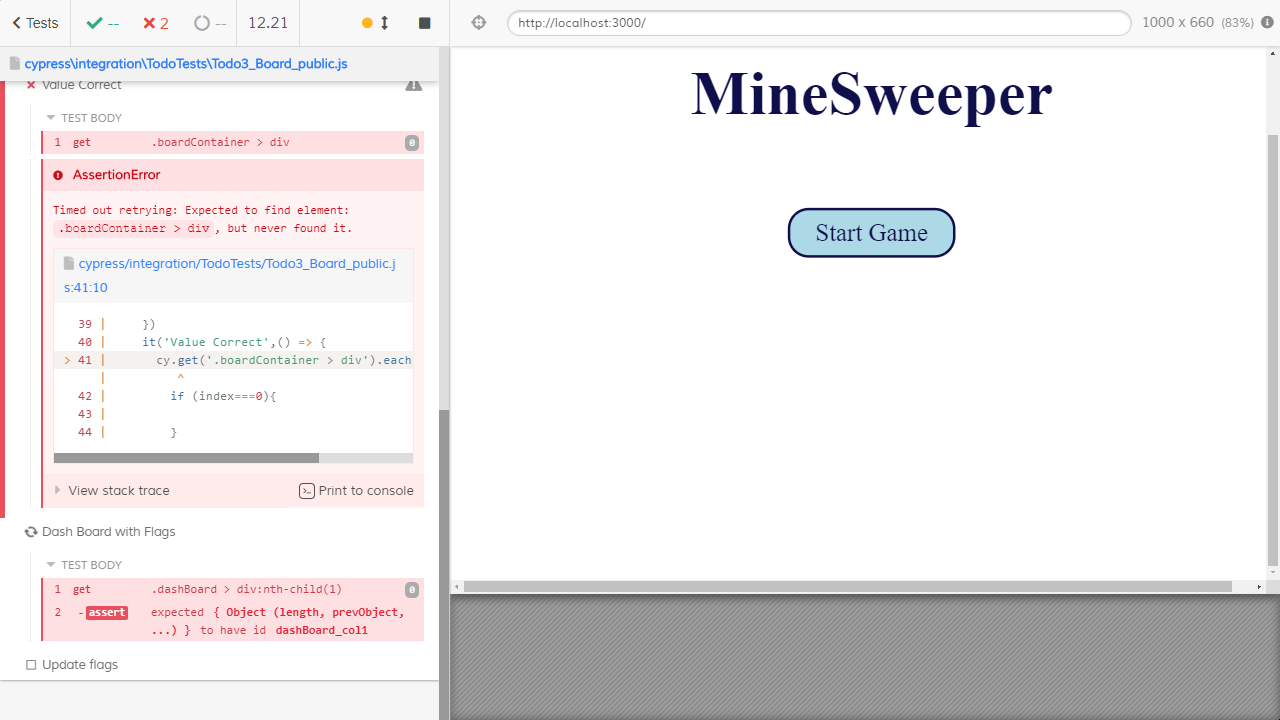 Tests
--
2
--
12.21
http://localhost:3000/
1000 x 660 (83%)
cypress\integration\TodoTests\Todo3_Board_public.js
Value Correct
TEST BODY
1 get .boardContainer > div 0
AssertionError
Timed out retrying: Expected to find element:
.boardContainer > div, but never found it.
cypress/integration/TodoTests/Todo3_Board_public.j
s:41:10
39 | })
40 | it('Value Correct',() => {
> 41 | cy.get('.boardContainer > div').each
| ^
42 | if (index===0){
43 |
44 | }
View stack trace
Print to console
Dash Board with Flags
TEST BODY
1 get .dashBoard > div:nth-child(1) 0
2 -assert expected { Object (length, prevObject,
...) } to have id dashBoard_col1
Update flags
MineSweeper
Start Game